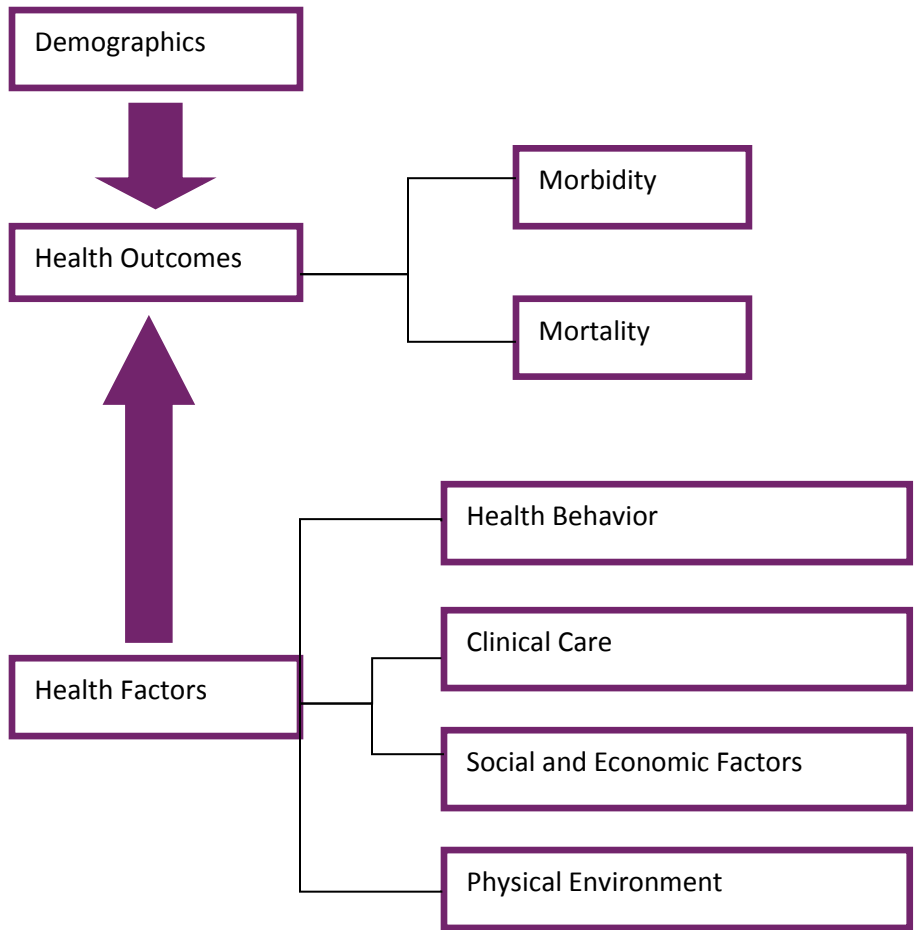 Demographics
Morbidity
Health Outcomes
Mortality
Health Behavior
Clinical Care
Health Factors
Social and Economic Factors
Physical Environment